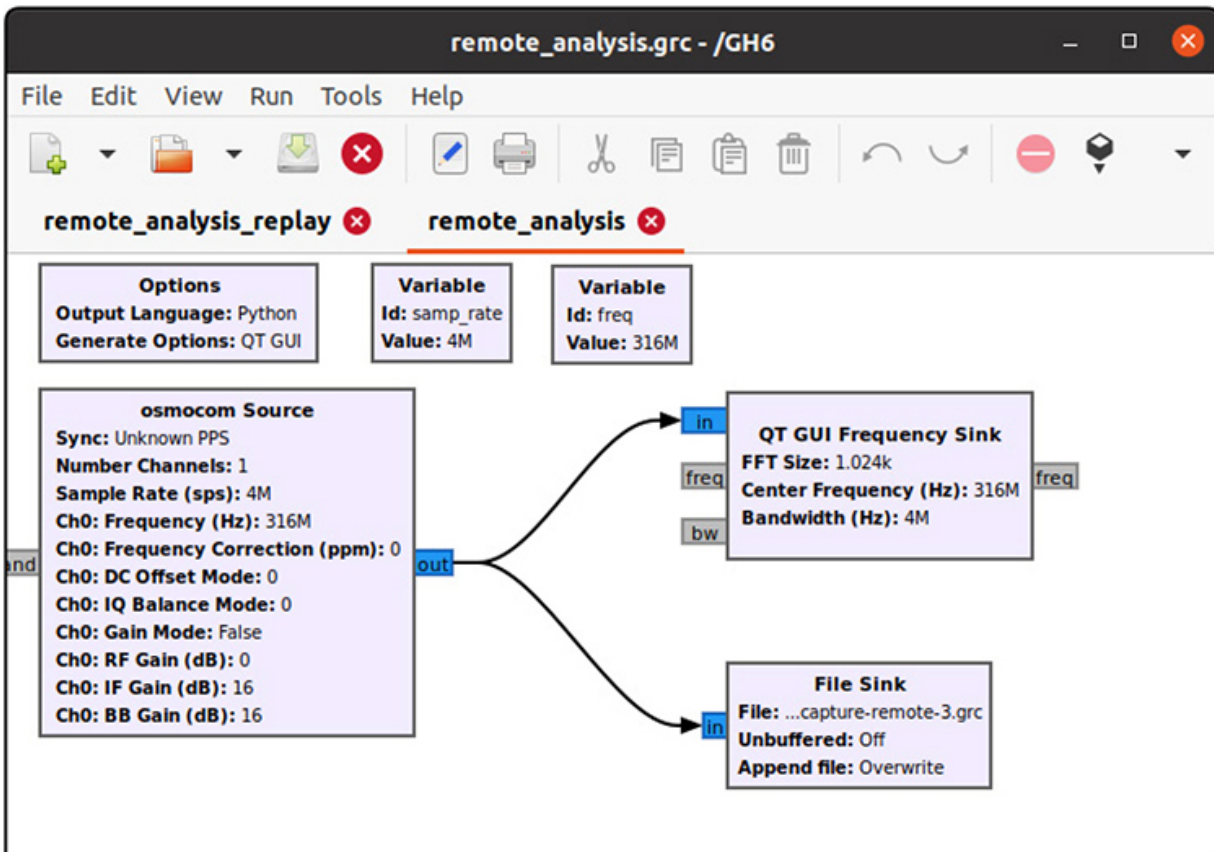 remote_analysis.grc - /GH6
File Edit View Run Tools Help
remote_analysis_replay
remote_analysis
Options
Output Language: Python
Generate Options: QT GUI
Variable
Id: samp_rate
Value: 4M
Variable
Id: freq
Value: 316M
osmocom Source
Sync: Unknown PPS
Number Channels: 1
Sample Rate (sps): 4M
Ch0: Frequency (Hz): 316M
Ch0: Frequency Correction (ppm): 0
Ch0: DC Offset Mode: 0
Ch0: IQ Balance Mode: 0
Ch0: Gain Mode: False
Ch0: RF Gain (dB): 0
Ch0: IF Gain (dB): 16
Ch0: BB Gain (dB): 16
and
out
in
freq
bw
QT GUI Frequency Sink
FFT Size: 1.024k
Center Frequency (Hz): 316M
Bandwidth (Hz): 4M
freq
in
File Sink
File: ...capture-remote-3.grc
Unbuffered: Off
Append file: Overwrite